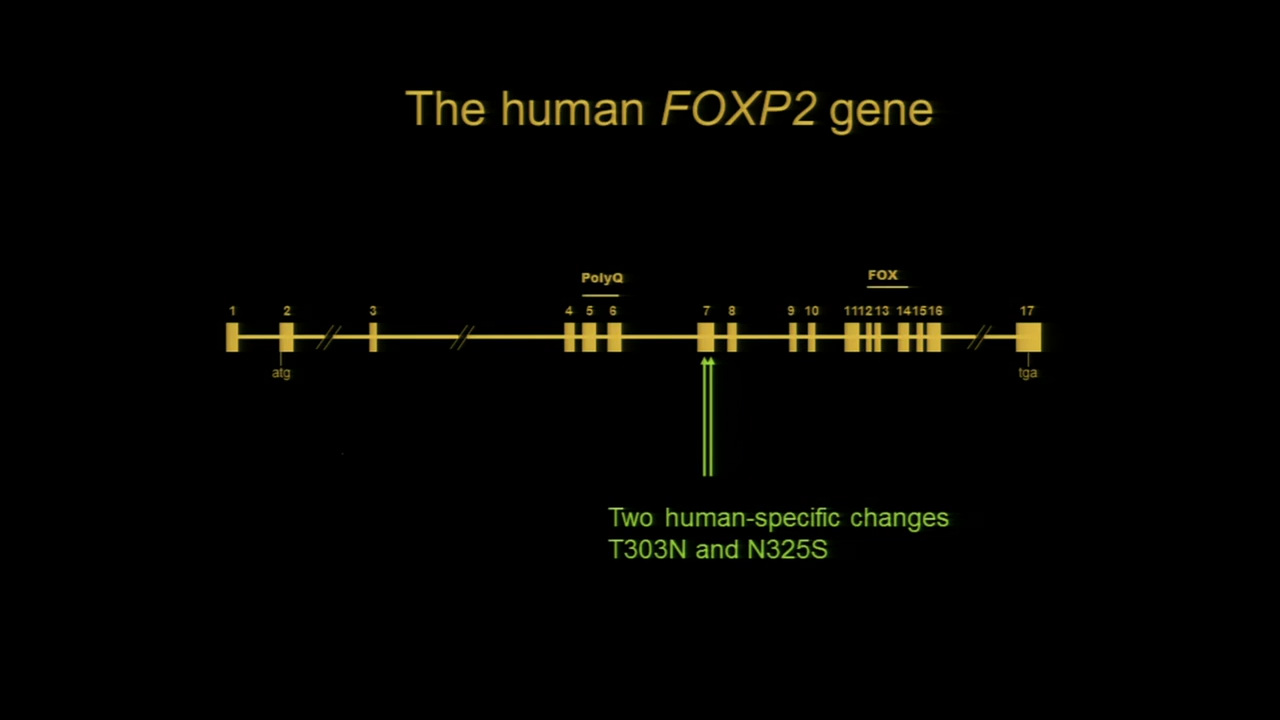 The human FOXP2 gene
PolyQ
FOX
1 2 3 4 5 6 7 8 9 10 11 12 13 14 15 16 17
atg
tga
Two human-specific changes
T303N and N325S